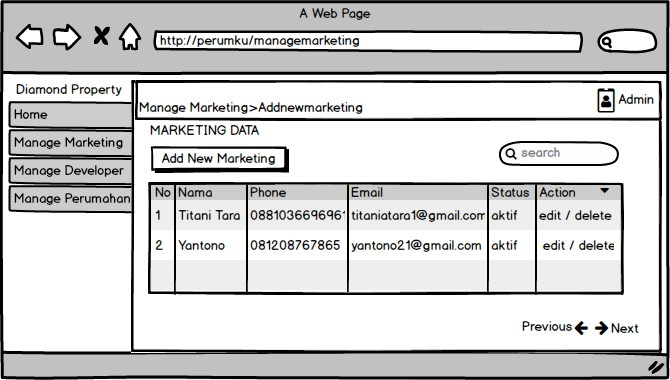 A Web Page
http://perumku/managemarketing
Diamond Property
Home
Manage Marketing
Manage Developer
Manage Perumahan
Manage Marketing>Addnewmarketing
Admin
MARKETING DATA
Add New Marketing
search
No Name Phone Email Status Action
1 Titani Tara 088103669696 titaniatara1@gmail.com aktif edit / delete
2 Yantono 081208767865 yantono21@gmail.com aktif edit / delete
Previous Next